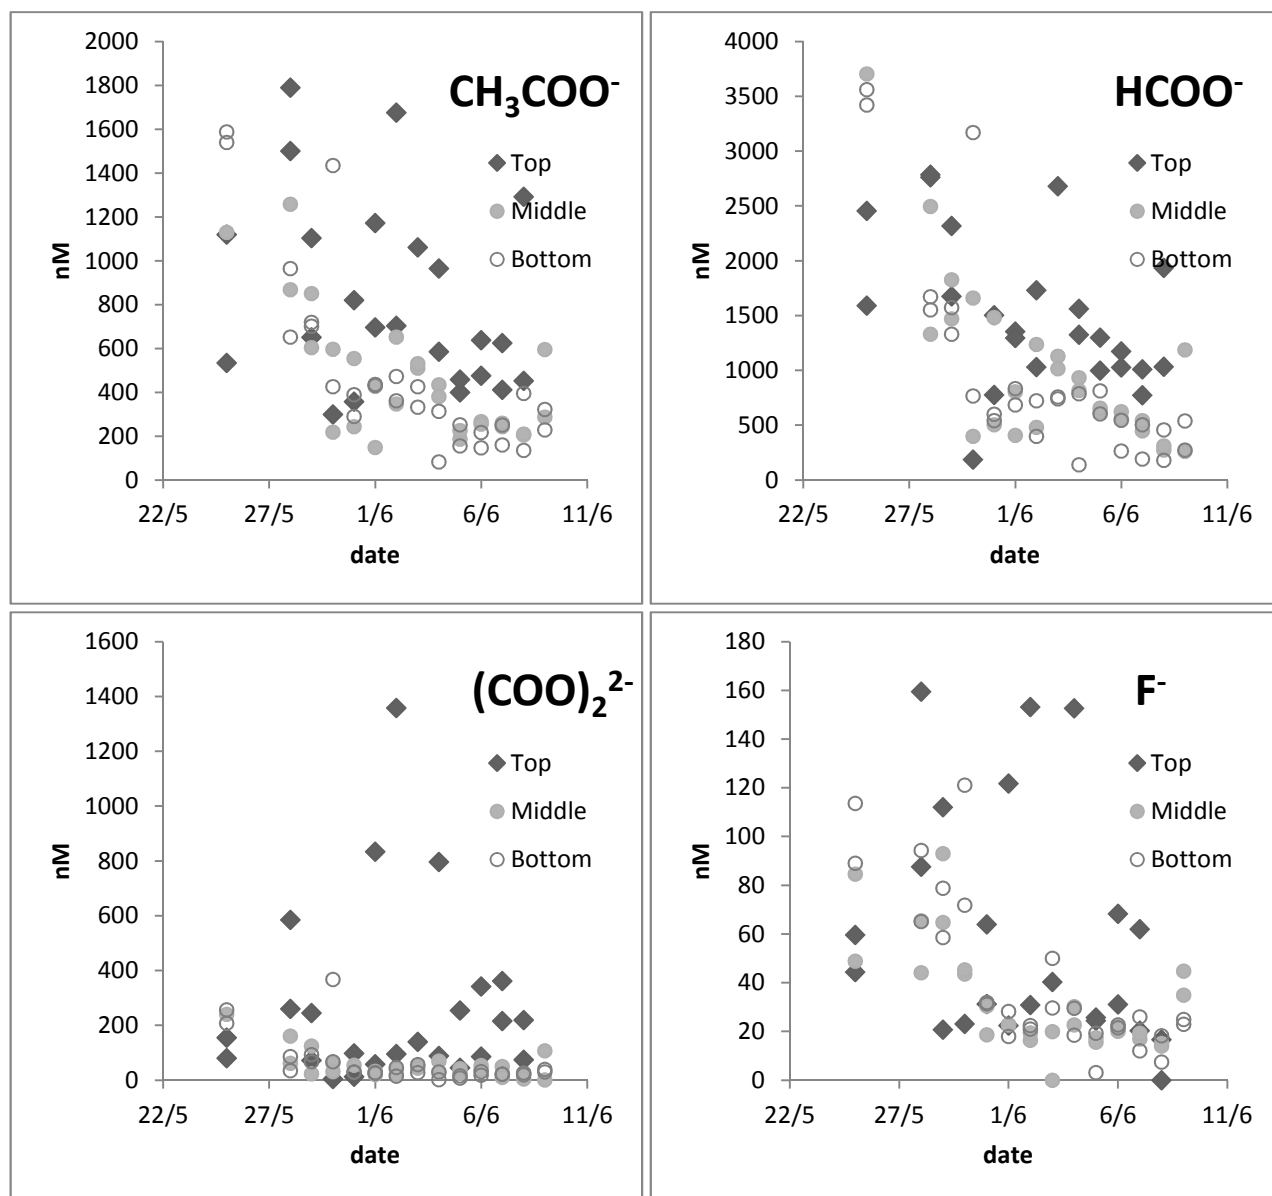 2000
1800
1600
1400
1200
1000
800
600
400
200
0
nM
22/5 27/5 1/6 6/6 11/6
date
CH₃COO⁻
Top
Middle
Bottom
4000
3500
3000
2500
2000
1500
1000
500
0
nM
22/5 27/5 1/6 6/6 11/6
date
HCOO⁻
Top
Middle
Bottom
1600
1400
1200
1000
800
600
400
200
0
nM
22/5 27/5 1/6 6/6 11/6
date
(COO)₂²⁻
Top
Middle
Bottom
180
160
140
120
100
80
60
40
20
0
nM
22/5 27/5 1/6 6/6 11/6
date
F⁻
Top
Middle
Bottom